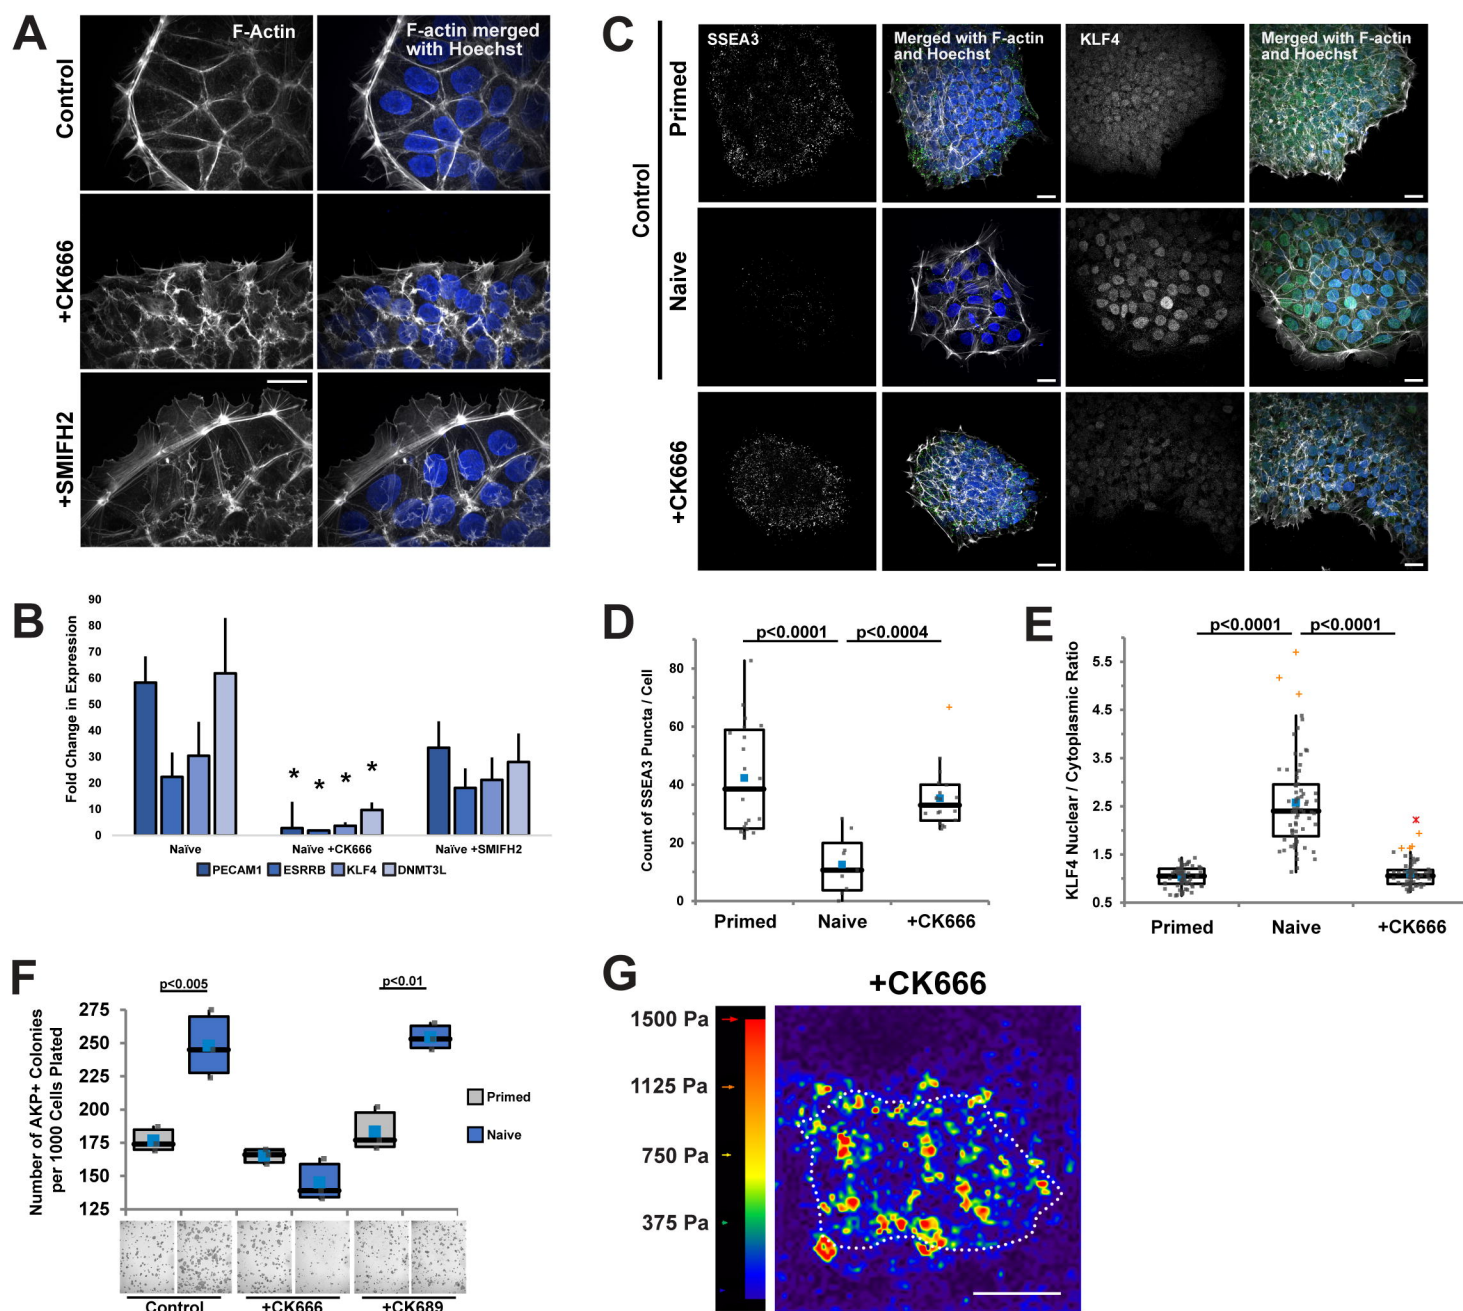 A
F-Actin
F-actin merged
with Hoechst
Control
+CK666
+SMIFH2
C
SSEA3
Merged with F-actin
and Hoechst
KLF4
Merged with F-actin
and Hoechst
Control
Primed
Naive
+CK666
B
Fold Change in Expression
90
80
70
60
50
40
30
20
10
0
* * * *
Naïve
Naïve +CK666
Naïve +SMIFH2
PECAM1 ESRRB KLF4 DNMT3L
D
p<0.0001
p<0.0004
Count of SSEA3 Puncta / Cell
80
60
40
20
0
Primed
Naive
+CK666
E
p<0.0001
p<0.0001
KLF4 Nuclear / Cytoplasmic Ratio
5.5
4.5
3.5
2.5
1.5
0.5
Primed
Naive
+CK666
F
p<0.005
p<0.01
Number of AKP+ Colonies
per 1000 Cells Plated
275
250
225
200
175
150
125
Primed
Naive
Control
+CK666
+CK689
G
+CK666
1500 Pa
1125 Pa
750 Pa
375 Pa